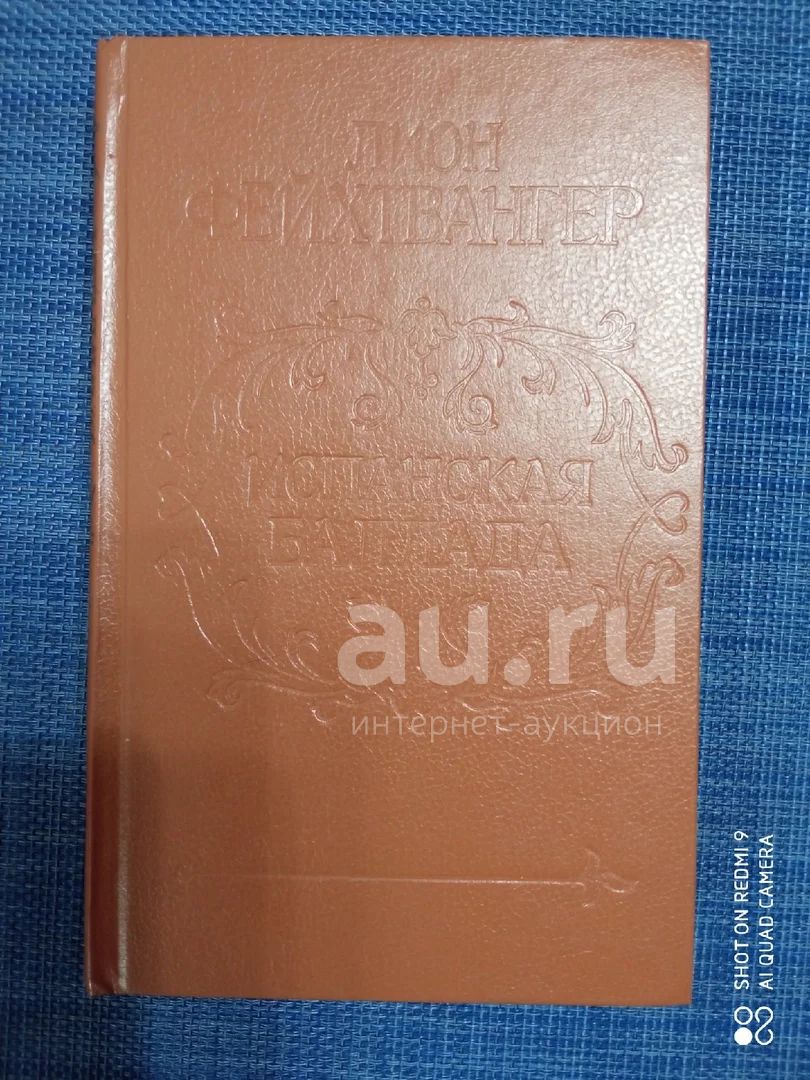 ЛИОН
ФЕЙХТВАНГЕР
ИСПАНСКАЯ
БАЛЛАДА
au.ru
интернет-аукцион
SHOT ON REDMI 9
AI QUAD CAMERA